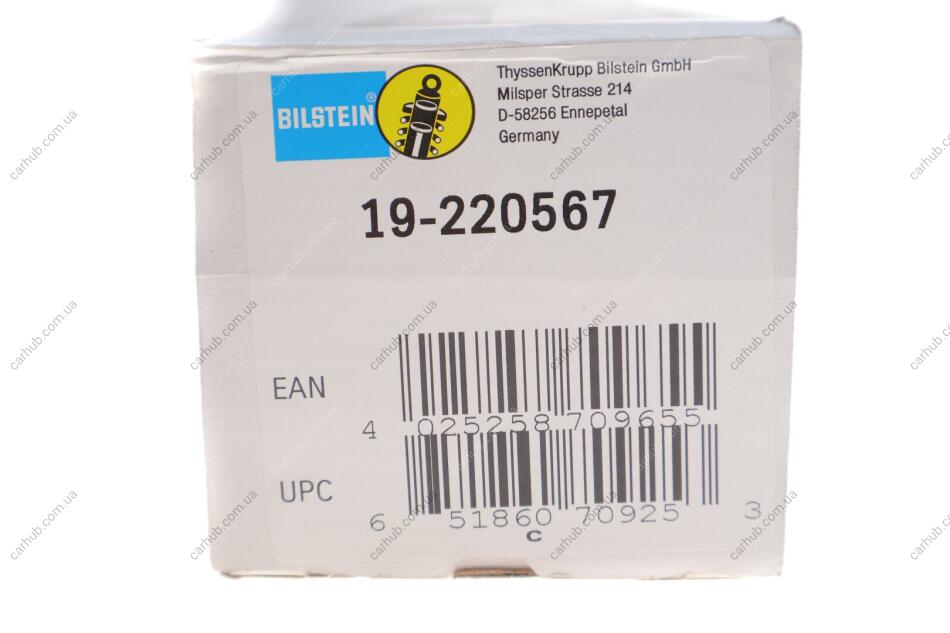 BILSTEIN®
ThyssenKrupp Bilstein GmbH
Milsper Strasse 214
D-58256 Ennepetal
Germany
19-220567
EAN
4 025258 709655
UPC
6 51860 70925 3
C
carhub.com.ua